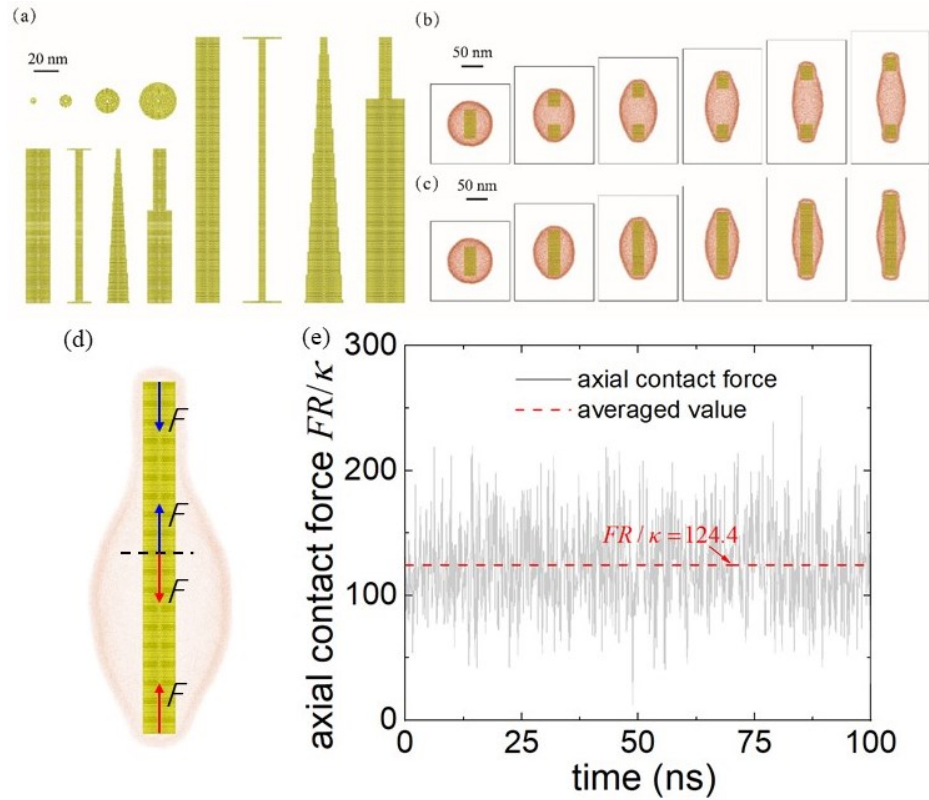 (a)
20 nm
(b)
50 nm
(c)
50 nm
(d)
F
F
F
F
(e)
axial contact force FR/κ
300
200
100
0
axial contact force
averaged value
FR/κ=124.4
0
25
50
75
100
time (ns)